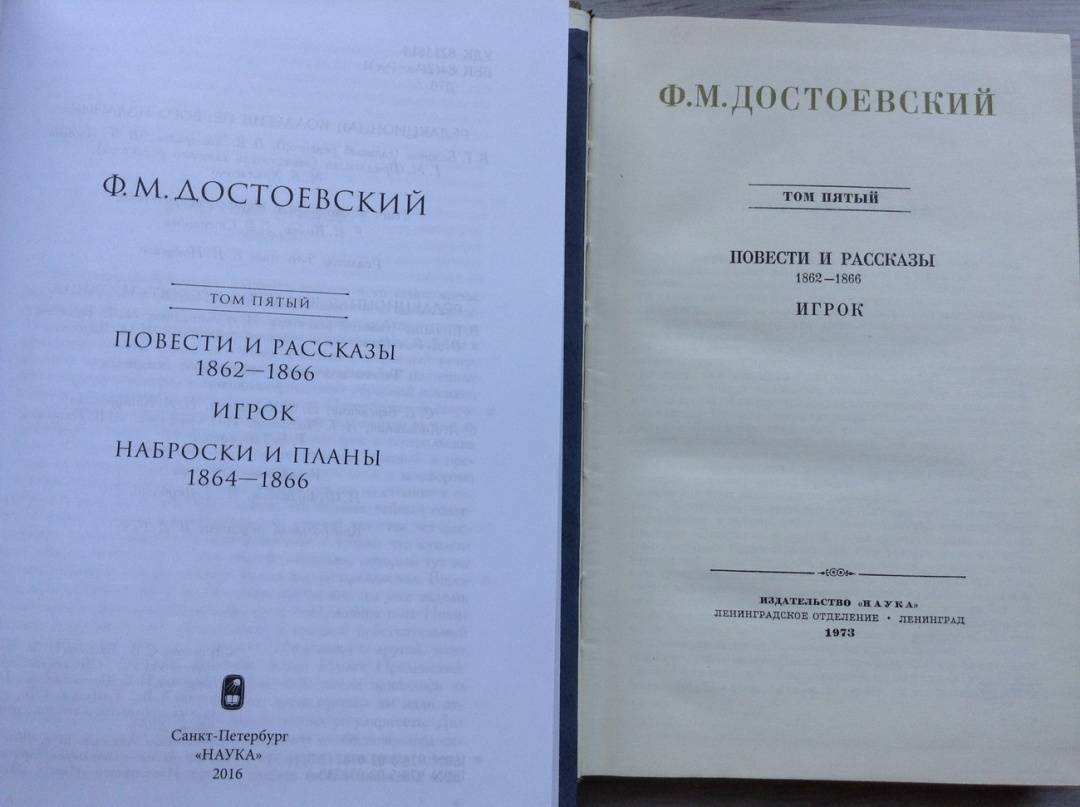 Ф. М. ДОСТОЕВСКИЙ
ТОМ ПЯТЫЙ
ПОВЕСТИ И РАССКАЗЫ
1862—1866
ИГРОК
НАБРОСКИ И ПЛАНЫ
1864—1866
Санкт-Петербург
«НАУКА»
2016
Ф. М. ДОСТОЕВСКИЙ
ТОМ ПЯТЫЙ
ПОВЕСТИ И РАССКАЗЫ
1862—1866
ИГРОК
ИЗДАТЕЛЬСТВО «НАУКА»
ЛЕНИНГРАДСКОЕ ОТДЕЛЕНИЕ • ЛЕНИНГРАД
1973